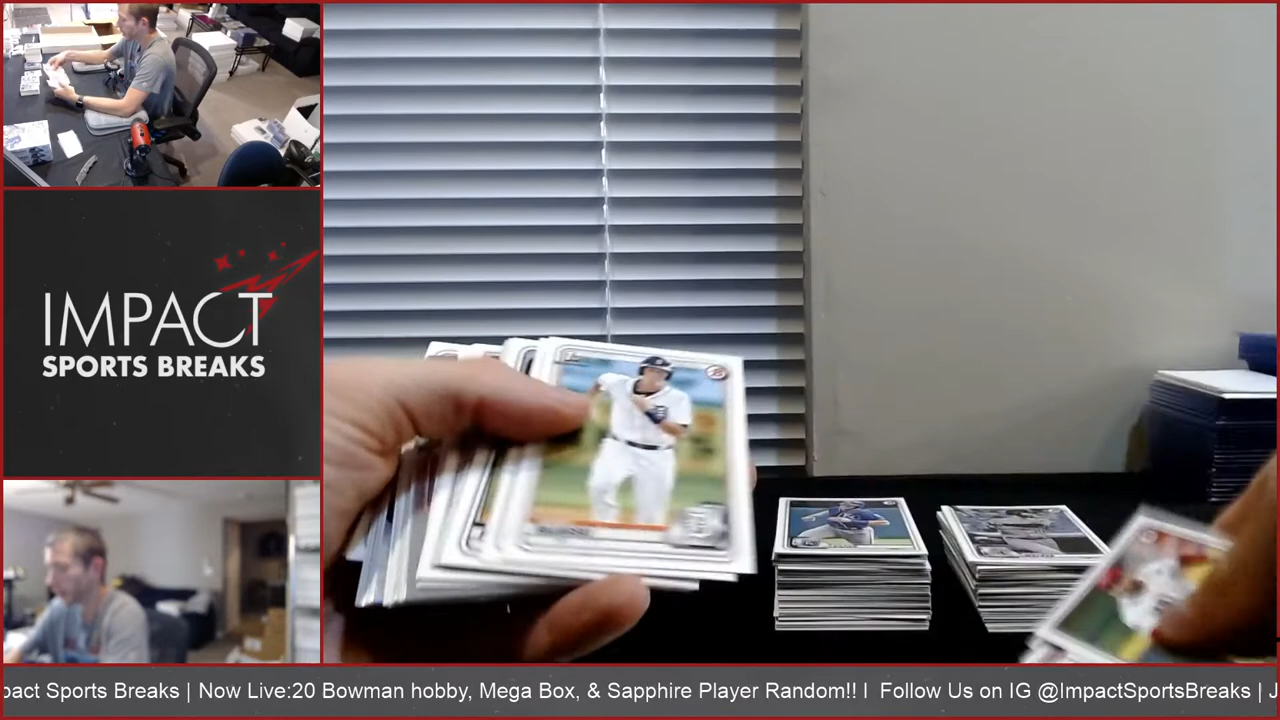 IMPACT
SPORTS BREAKS
pact Sports Breaks | Now Live:20 Bowman hobby, Mega Box, & Sapphire Player Random!! I Follow Us on IG @ImpactSportsBreaks | J